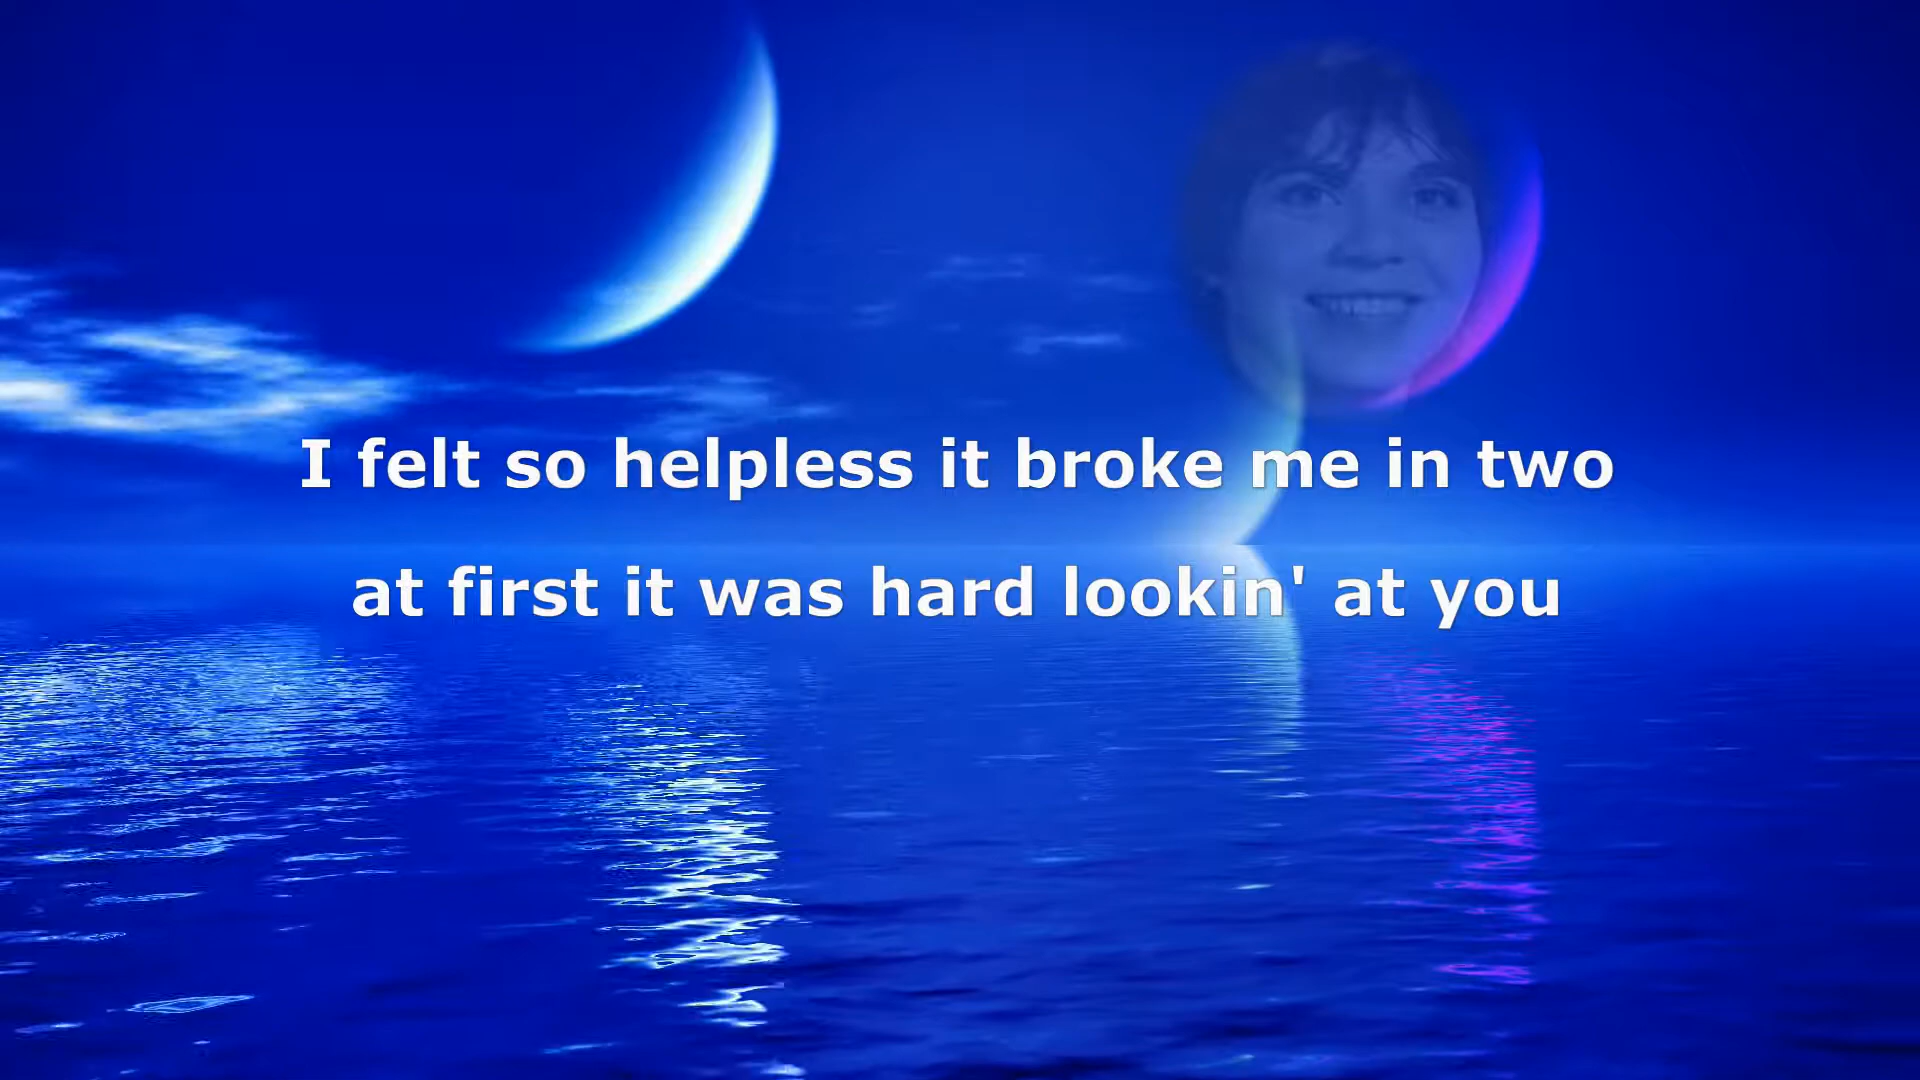 I felt so helpless it broke me in two
at first it was hard lookin' at you